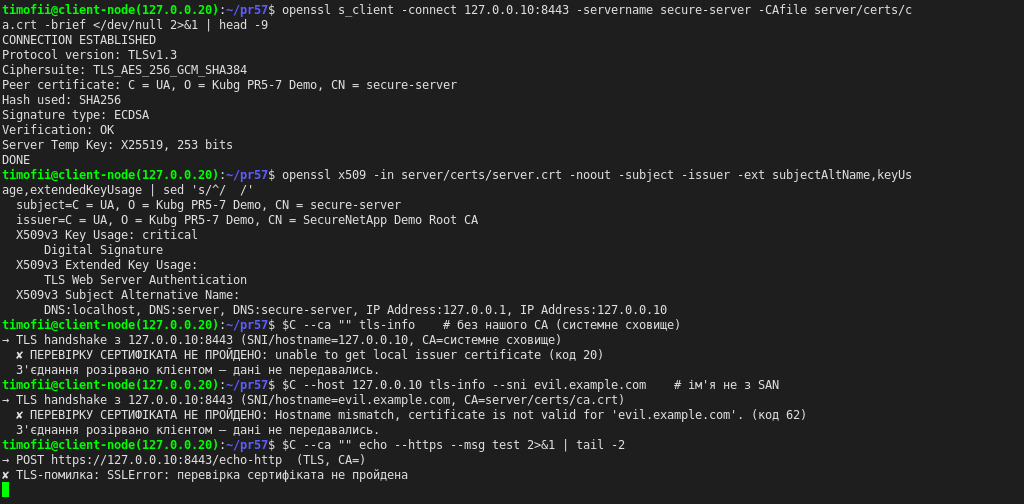 timofii@client-node(127.0.0.20):~/pr57$ openssl s_client -connect 127.0.0.10:8443 -servername secure-server -CAfile server/certs/c
a.crt -brief </dev/null 2>&1 | head -9
CONNECTION ESTABLISHED
Protocol version: TLSv1.3
Ciphersuite: TLS_AES_256_GCM_SHA384
Peer certificate: C = UA, O = Kubg PR5-7 Demo, CN = secure-server
Hash used: SHA256
Signature type: ECDSA
Verification: OK
Server Temp Key: X25519, 253 bits
DONE
timofii@client-node(127.0.0.20):~/pr57$ openssl x509 -in server/certs/server.crt -noout -subject -issuer -ext subjectAltName,keyUs
age,extendedKeyUsage | sed 's/^/  /'
  subject=C = UA, O = Kubg PR5-7 Demo, CN = secure-server
  issuer=C = UA, O = Kubg PR5-7 Demo, CN = SecureNetApp Demo Root CA
  X509v3 Key Usage: critical
      Digital Signature
  X509v3 Extended Key Usage:
      TLS Web Server Authentication
  X509v3 Subject Alternative Name:
      DNS:localhost, DNS:server, DNS:secure-server, IP Address:127.0.0.1, IP Address:127.0.0.10
timofii@client-node(127.0.0.20):~/pr57$ $C --ca "" tls-info    # без нашого CA (системне сховище)
→ TLS handshake з 127.0.0.10:8443 (SNI/hostname=127.0.0.10, CA=системне сховище)
  ✘ ПЕРЕВІРКУ СЕРТИФІКАТА НЕ ПРОЙДЕНО: unable to get local issuer certificate (код 20)
  З'єднання розірвано клієнтом — дані не передавались.
timofii@client-node(127.0.0.20):~/pr57$ $C --host 127.0.0.10 tls-info --sni evil.example.com    # ім'я не з SAN
→ TLS handshake з 127.0.0.10:8443 (SNI/hostname=evil.example.com, CA=server/certs/ca.crt)
  ✘ ПЕРЕВІРКУ СЕРТИФІКАТА НЕ ПРОЙДЕНО: Hostname mismatch, certificate is not valid for 'evil.example.com'. (код 62)
  З'єднання розірвано клієнтом — дані не передавались.
timofii@client-node(127.0.0.20):~/pr57$ $C --ca "" echo --https --msg test 2>&1 | tail -2
→ POST https://127.0.0.10:8443/echo-http  (TLS, CA=)
✘ TLS-помилка: SSLError: перевірка сертифіката не пройдена